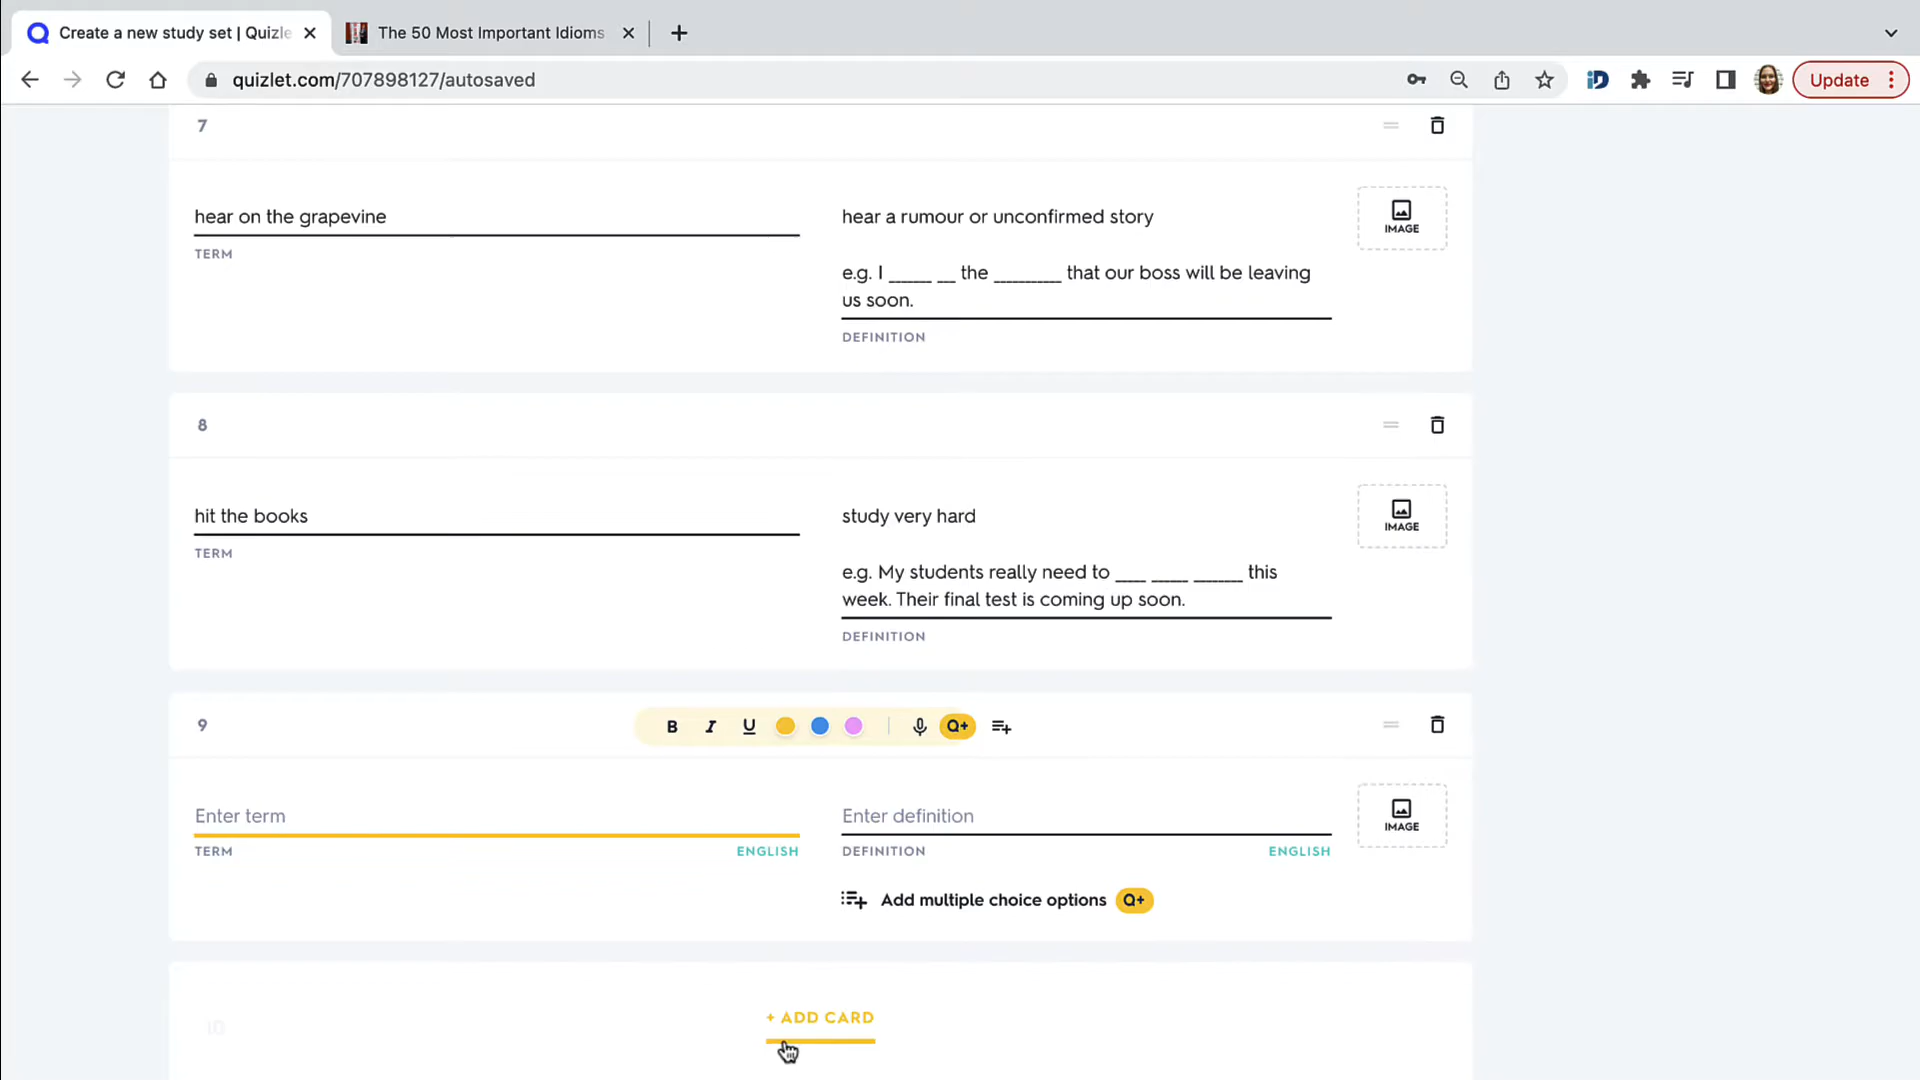 Create a new study set | Quizle
The 50 Most Important Idioms
quizlet.com/707898127/autosaved
Update
7
hear on the grapevine
TERM
hear a rumour or unconfirmed story
e.g. I ______ __ the _________ that our boss will be leaving
us soon.
DEFINITION
IMAGE
8
hit the books
TERM
study very hard
e.g. My students really need to ____ _____ _______ this
week. Their final test is coming up soon.
DEFINITION
IMAGE
9
B I U Q+
Enter term
TERM ENGLISH
Enter definition
DEFINITION ENGLISH
IMAGE
Add multiple choice options Q+
10
+ ADD CARD